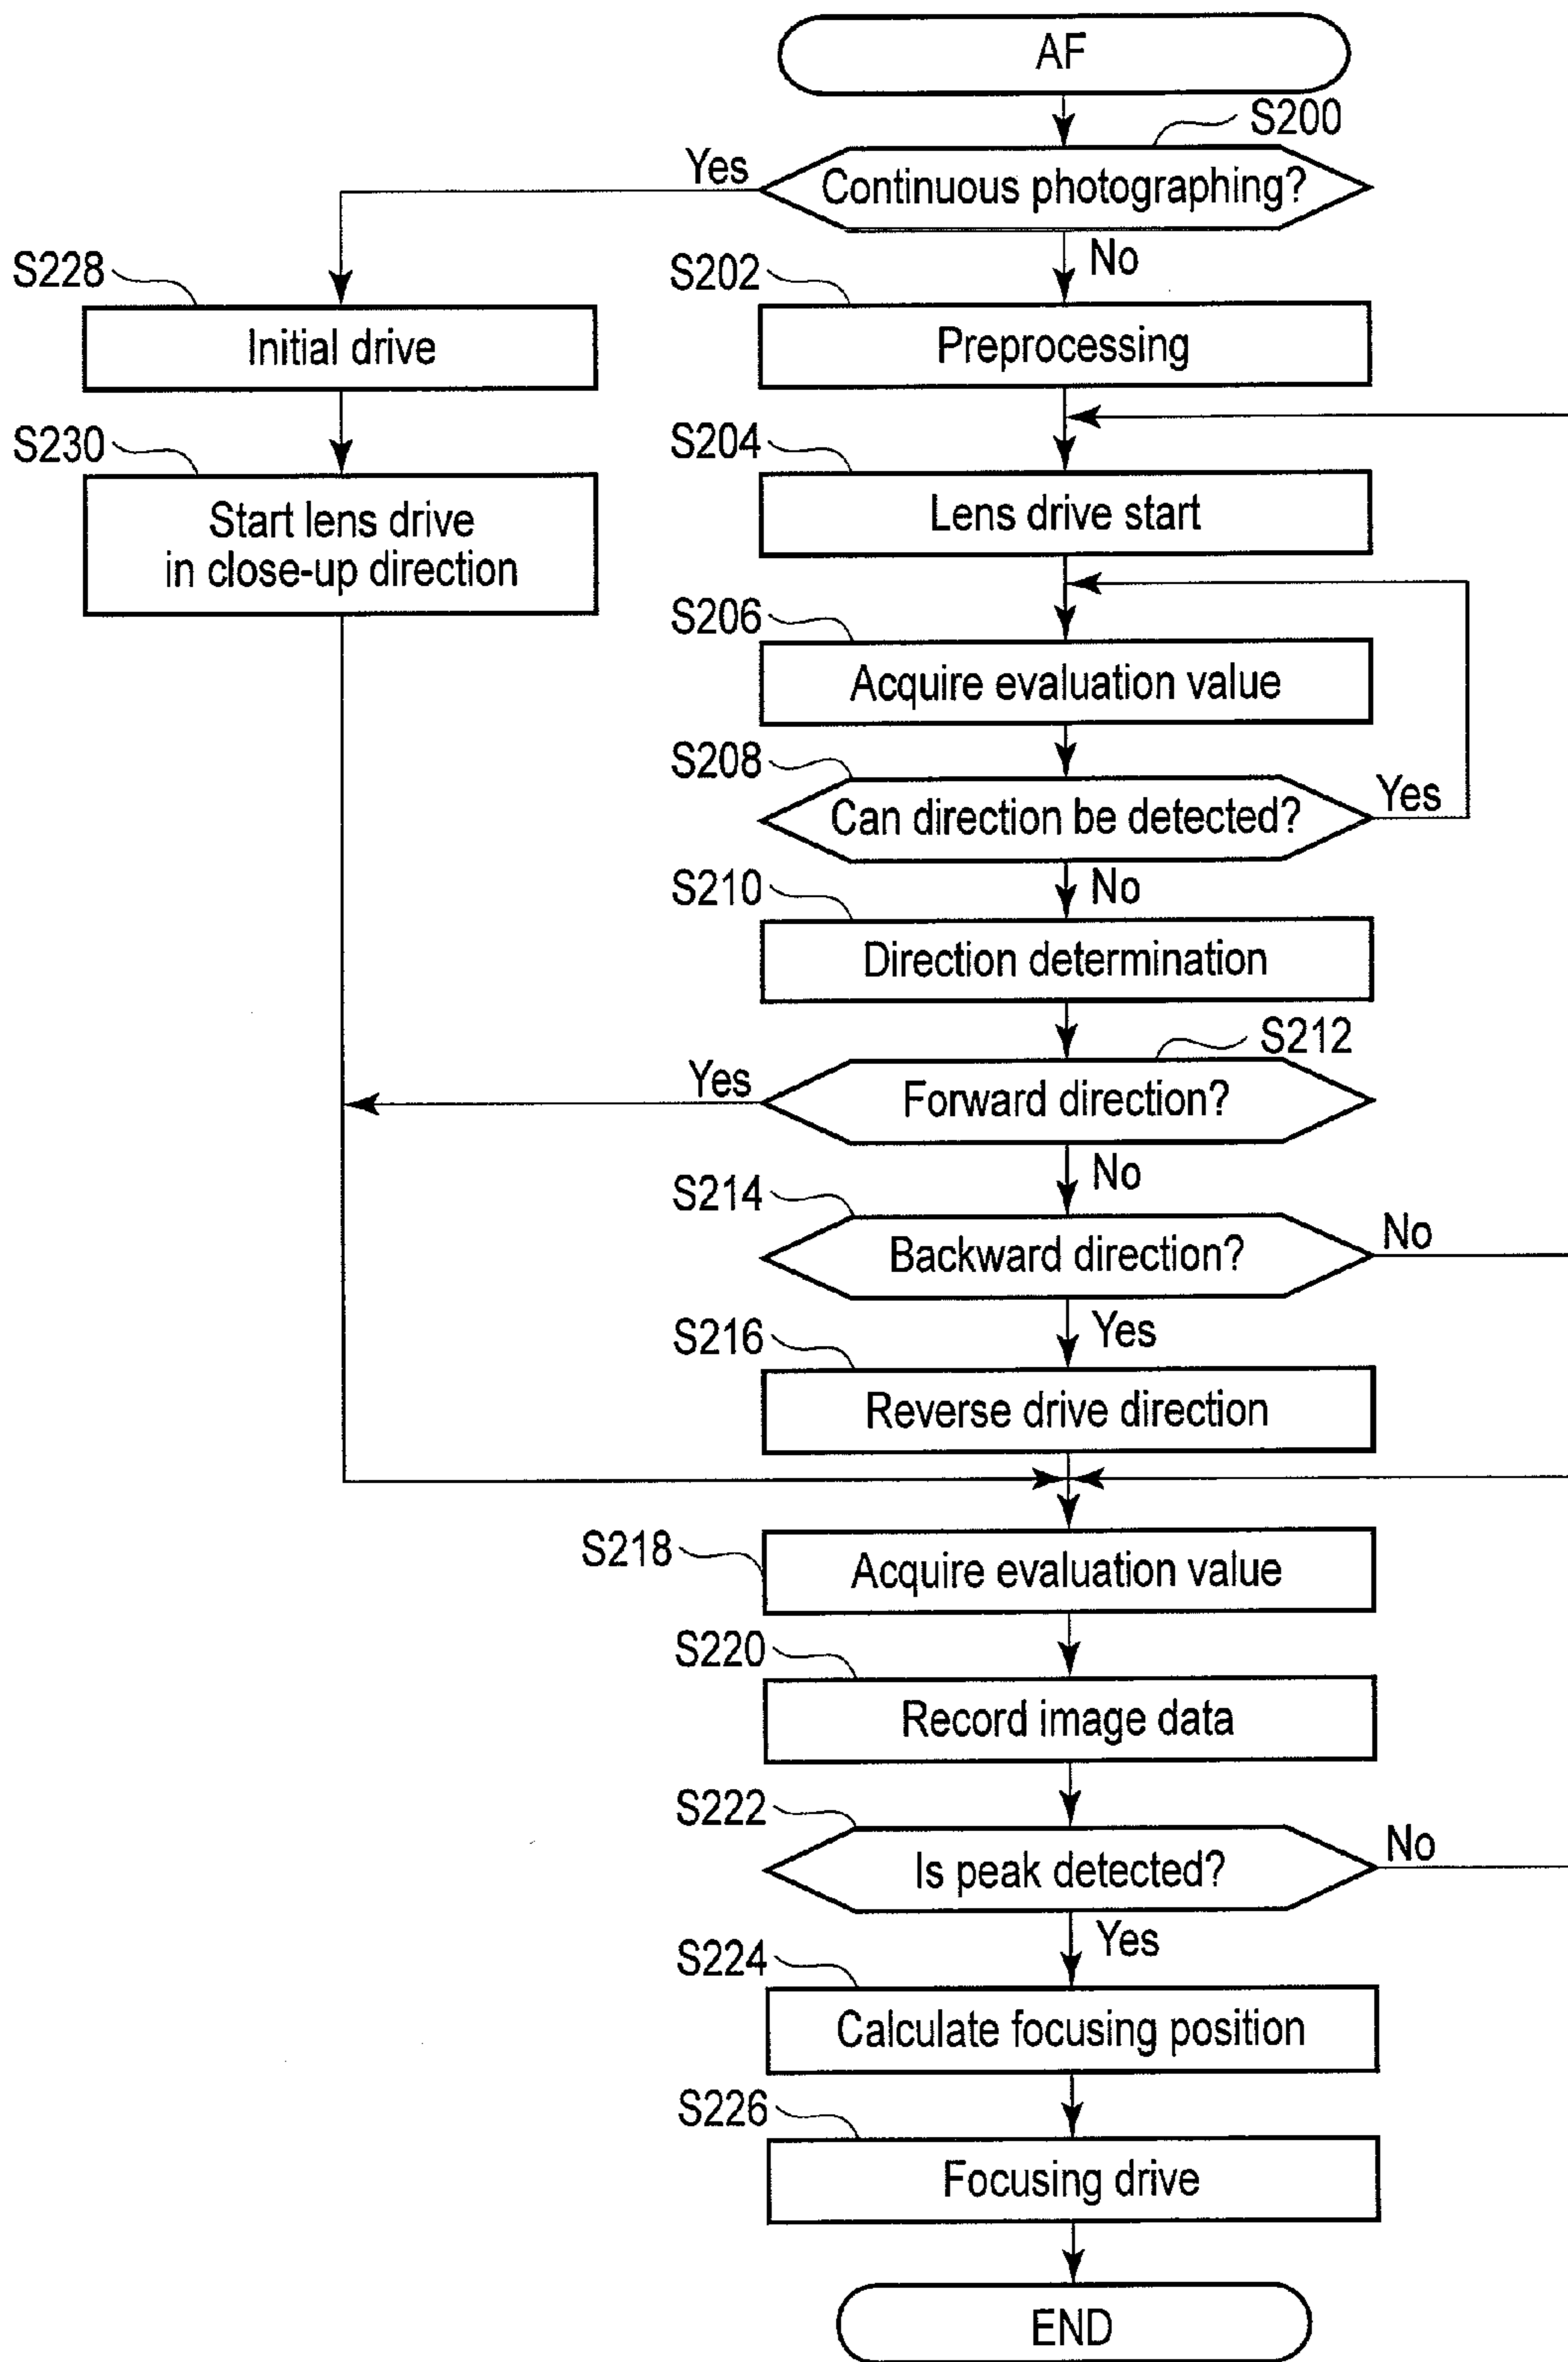 AF
S200
Continuous photographing?
Yes
No
S228
Initial drive
S230
Start lens drive
in close-up direction
S202
Preprocessing
S204
Lens drive start
S206
Acquire evaluation value
S208
Can direction be detected?
Yes
No
S210
Direction determination
S212
Forward direction?
Yes
No
S214
Backward direction?
No
Yes
S216
Reverse drive direction
S218
Acquire evaluation value
S220
Record image data
S222
Is peak detected?
No
Yes
S224
Calculate focusing position
S226
Focusing drive
END